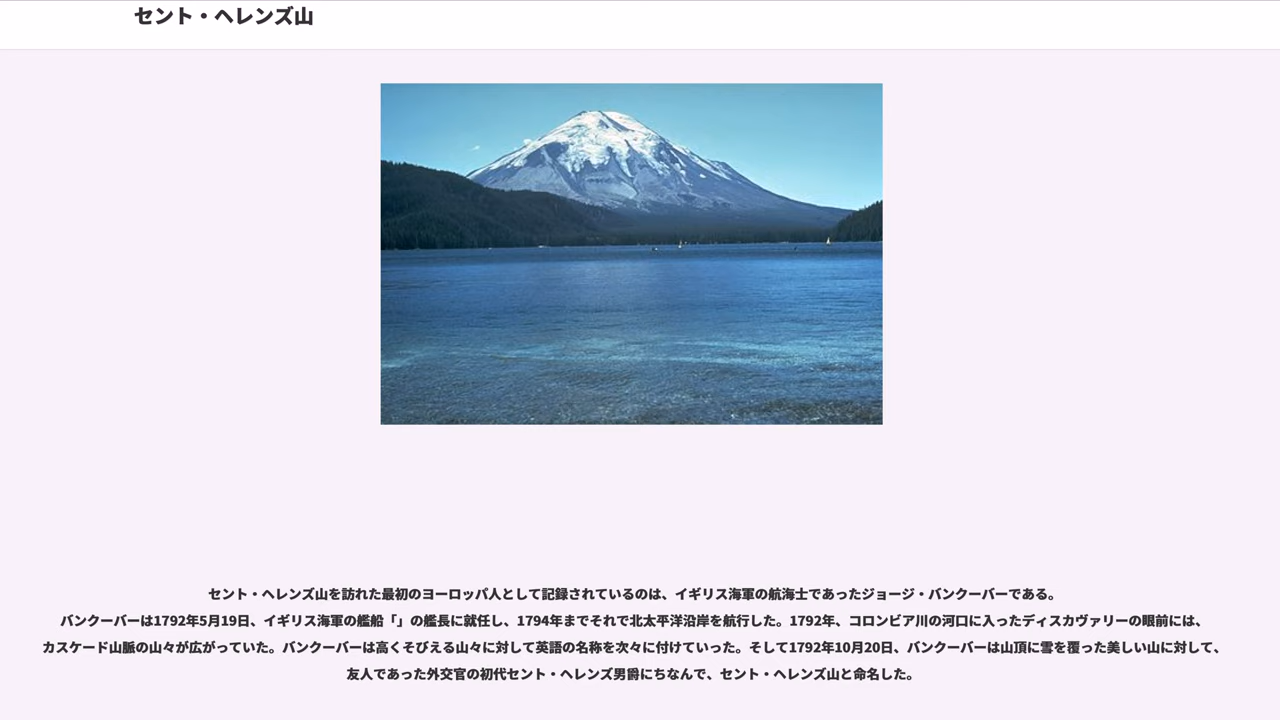 セント・ヘレンズ山
セント・ヘレンズ山を訪れた最初のヨーロッパ人として記録されているのは、イギリス海軍の航海士であったジョージ・バンクーバーである。
バンクーバーは1792年5月19日、イギリス海軍の艦船「」の艦長に就任し、1794年までそれで北太平洋沿岸を航行した。1792年、コロンビア川の河口に入ったディスカヴァリーの眼前には、
カスケード山脈の山々が広がっていた。バンクーバーは高くそびえる山々に対して英語の名称を次々に付けていった。そして1792年10月20日、バンクーバーは山頂に雪を覆った美しい山に対して、
友人であった外交官の初代セント・ヘレンズ男爵にちなんで、セント・ヘレンズ山と命名した。